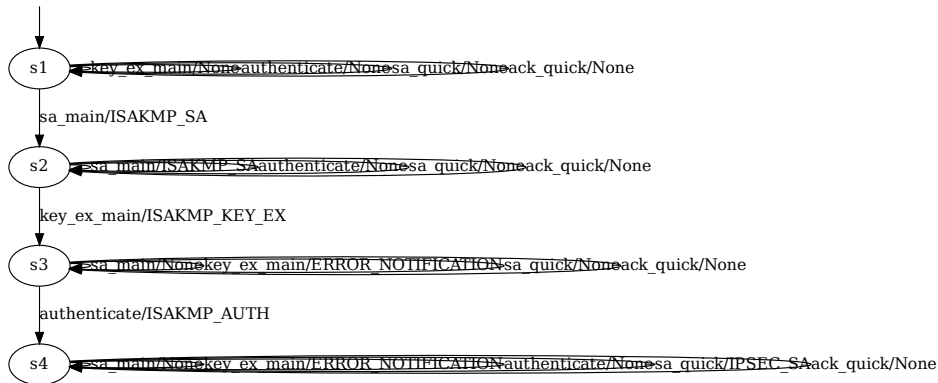 s1 key_ex_main/None authenticate/None sa_quick/None ack_quick/None
sa_main/ISAKMP_SA
s2 sa_main/ISAKMP_SA authenticate/None sa_quick/None ack_quick/None
key_ex_main/ISAKMP_KEY_EX
s3 sa_main/None key_ex_main/ERROR_NOTIFICATION sa_quick/None ack_quick/None
authenticate/ISAKMP_AUTH
s4 sa_main/None key_ex_main/ERROR_NOTIFICATION authenticate/None sa_quick/IPSEC_SA ack_quick/None